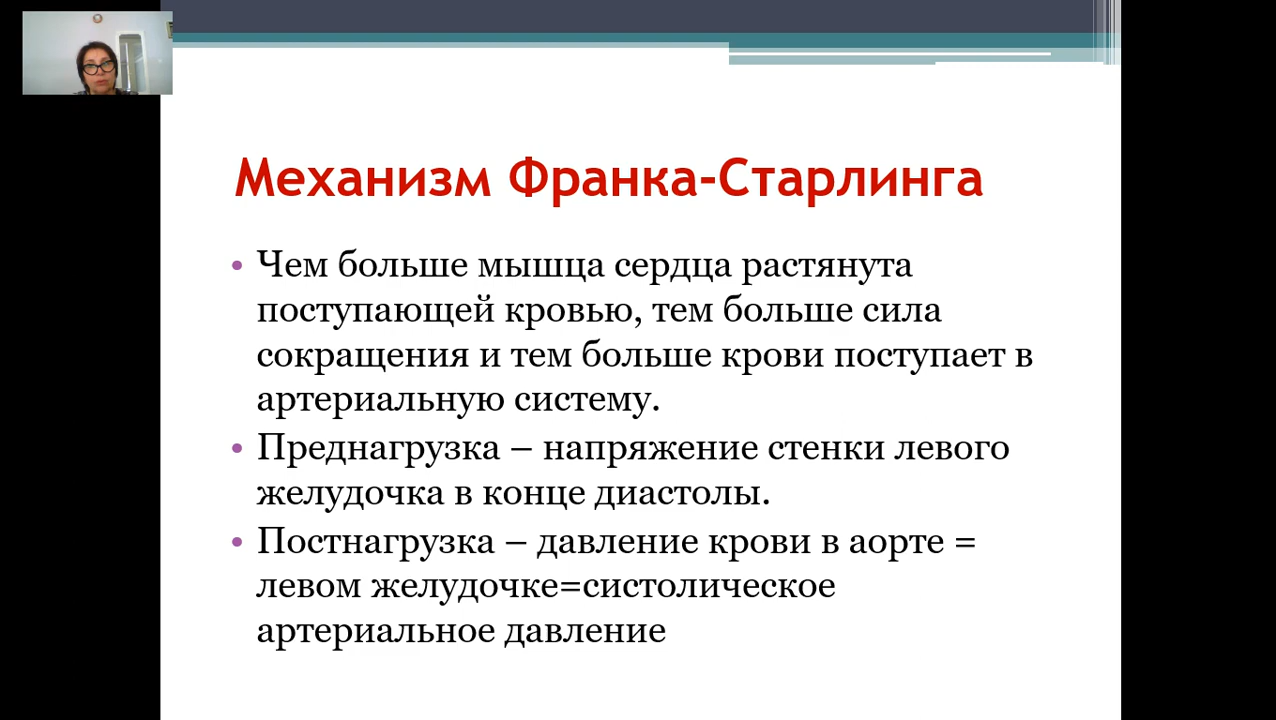 Механизм Франка-Старлинга
• Чем больше мышца сердца растянута
поступающей кровью, тем больше сила
сокращения и тем больше крови поступает в
артериальную систему.
• Преднагрузка – напряжение стенки левого
желудочка в конце диастолы.
• Постнагрузка – давление крови в аорте =
левом желудочке=систолическое
артериальное давление